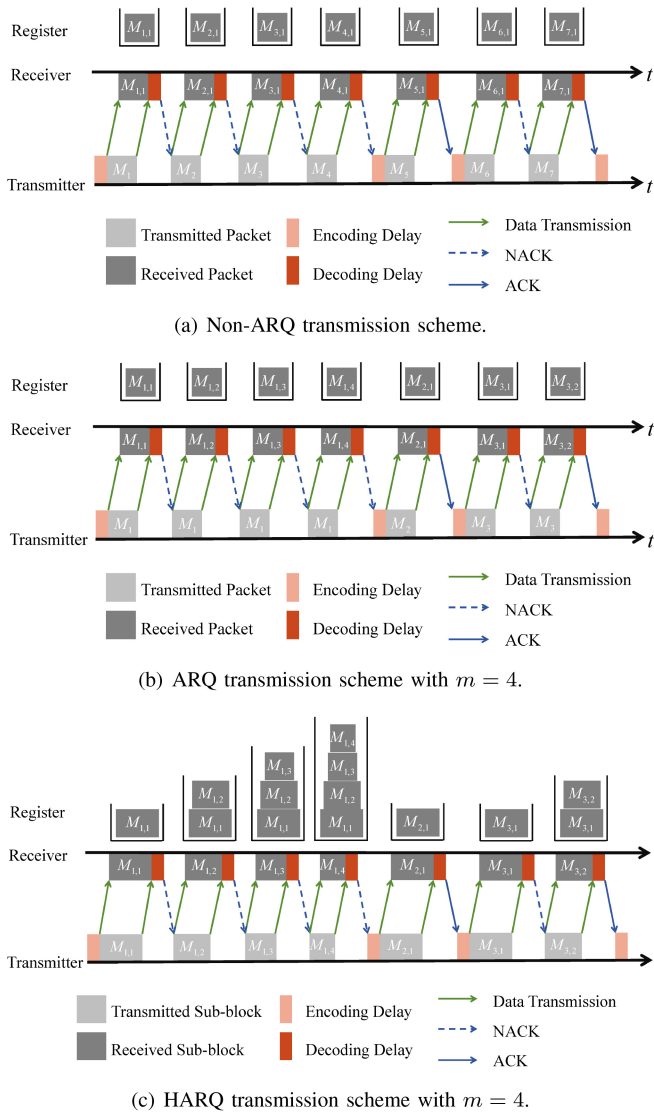 Register M1,1 M2,1 M3,1 M4,1 M5,1 M6,1 M7,1
Receiver t
M1,1 M2,1 M3,1 M4,1 M5,1 M6,1 M7,1
M1 M2 M3 M4 M5 M6 M7
Transmitter t
Transmitted Packet Encoding Delay Data Transmission
NACK
Received Packet Decoding Delay
ACK
(a) Non-ARQ transmission scheme.
Register M1,1 M1,2 M1,3 M1,4 M2,1 M3,1 M3,2
Receiver t
M1,1 M1,2 M1,3 M1,4 M2,1 M3,1 M3,2
M1 M1 M1 M1 M2 M3 M3
Transmitter t
Transmitted Packet Encoding Delay Data Transmission
NACK
Received Packet Decoding Delay
ACK
(b) ARQ transmission scheme with m = 4.
M1,4
M1,3 M1,3
M1,2 M1,2 M1,2 M3,2
Register M1,1 M1,1 M1,1 M1,1 M2,1 M3,1 M3,1
Receiver
M1,1 M1,2 M1,3 M1,4 M2,1 M3,1 M3,2
M1,1 M1,2 M1,3 M1,4 M2,1 M3,1 M3,2
Transmitter
Transmitted Sub-block Encoding Delay Data Transmission
NACK
Received Sub-block Decoding Delay
ACK
(c) HARQ transmission scheme with m = 4.